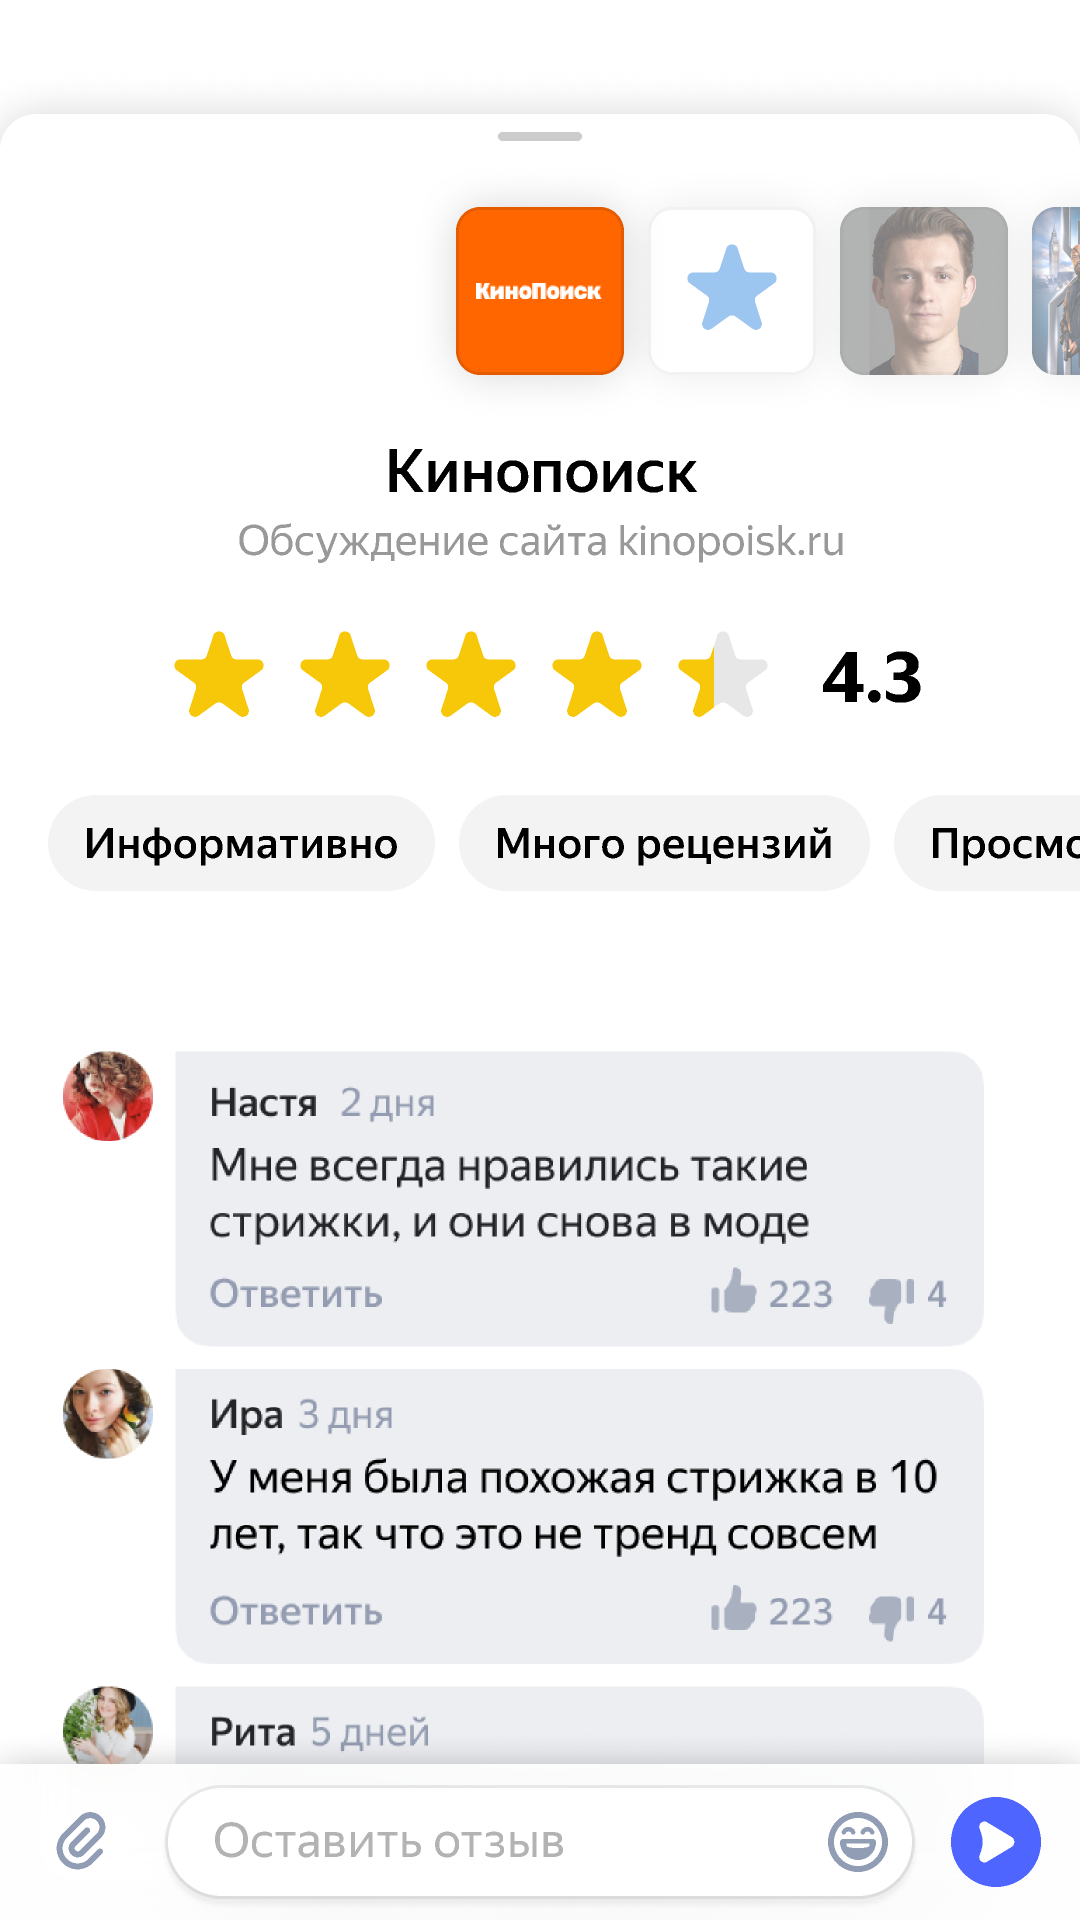 КиноПоиск
Кинопоиск
Обсуждение сайта kinopoisk.ru
4.3
Информативно
Много рецензий
Просмо
Настя 2 дня
Мне всегда нравились такие
стрижки, и они снова в моде
Ответить 223 4
Ира 3 дня
У меня была похожая стрижка в 10
лет, так что это не тренд совсем
Ответить 223 4
Рита 5 дней
Оставить отзыв